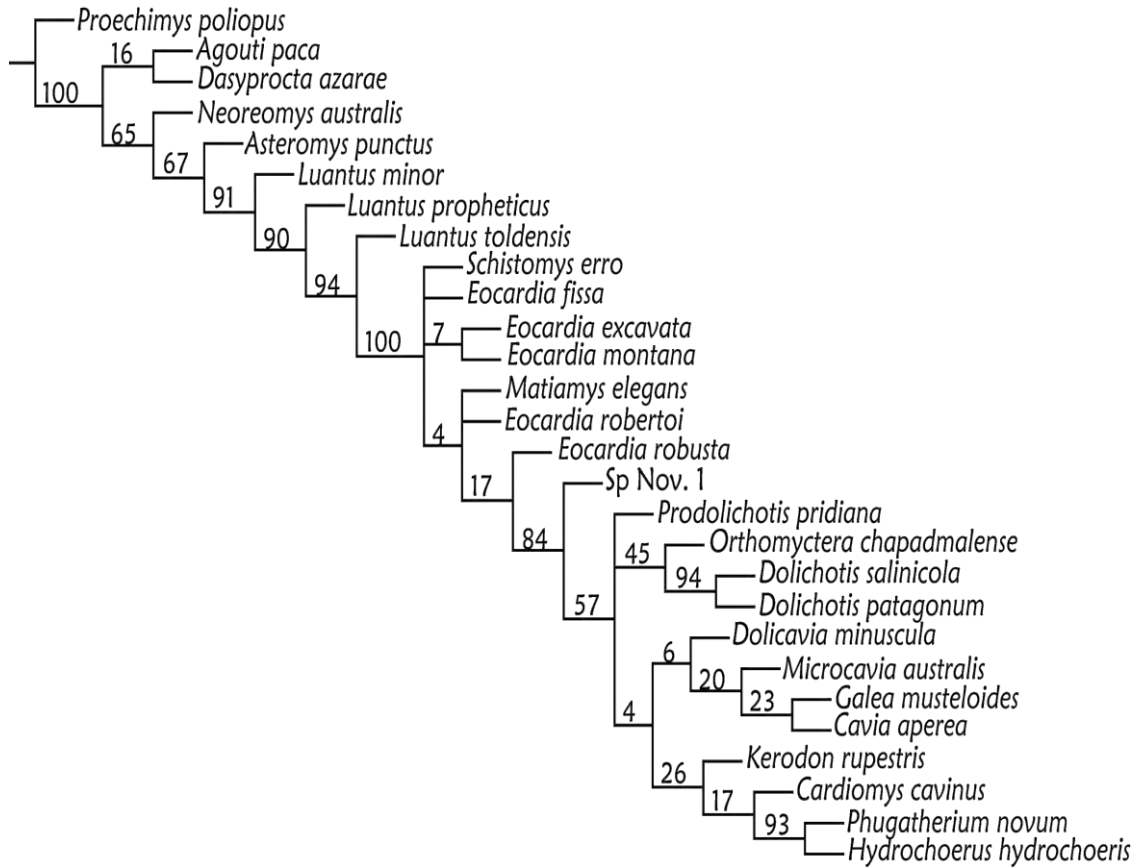 Proechimys poliopus
16
Agouti paca
Dasyprocta azarae
100
Neoreomys australis
65
Asteromys punctus
67
Luantus minor
91
Luantus propheticus
90
Luantus toldensis
94
Schistomys erro
Eocardia fissa
7
Eocardia excavata
100
Eocardia montana
Matiamys elegans
Eocardia robertoi
4
Eocardia robusta
17
Sp Nov. 1
Prodolichotis pridiana
84
Orthomyctera chapadmalense
45
94
Dolichotis salinicola
57
Dolichotis patagonum
Dolicavia minuscula
6
Microcavia australis
20
Galea musteloides
23
4
Cavia aperea
Kerodon rupestris
26
Cardiomys cavinus
17
Phugatherium novum
93
Hydrochoerus hydrochoeris